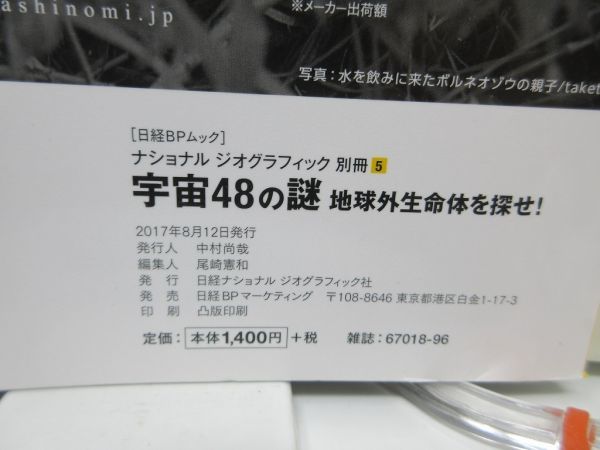 ashinomi.jp
※メーカー出荷額
写真：水を飲みに来たボルネオゾウの親子/taket
［日経BPムック］
ナショナル ジオグラフィック 別冊 5
宇宙48の謎 地球外生命体を探せ！
2017年8月12日発行
発行人 中村尚哉
編集人 尾崎憲和
発 行 日経ナショナル ジオグラフィック社
発 売 日経BPマーケティング 〒108-8646 東京都港区白金1-17-3
印 刷 凸版印刷
定価：本体1,400円＋税 雑誌：67018-96